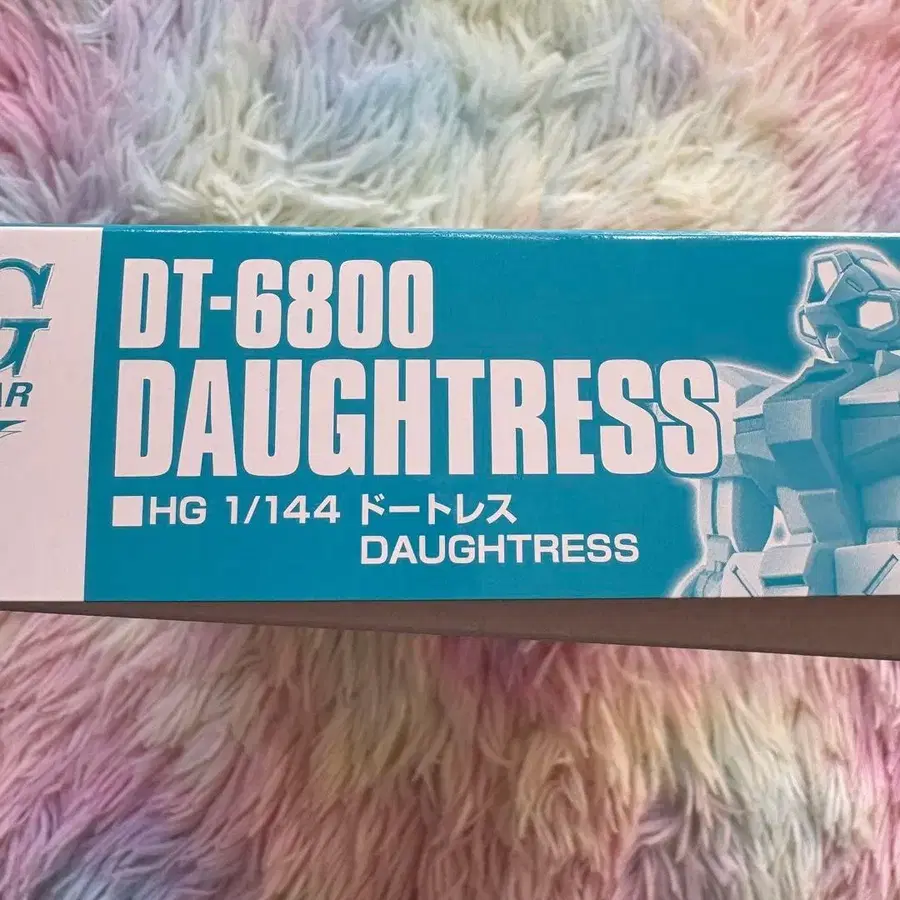 DT-6800
DAUGHTRESS
■HG 1/144 ドートレス
DAUGHTRESS